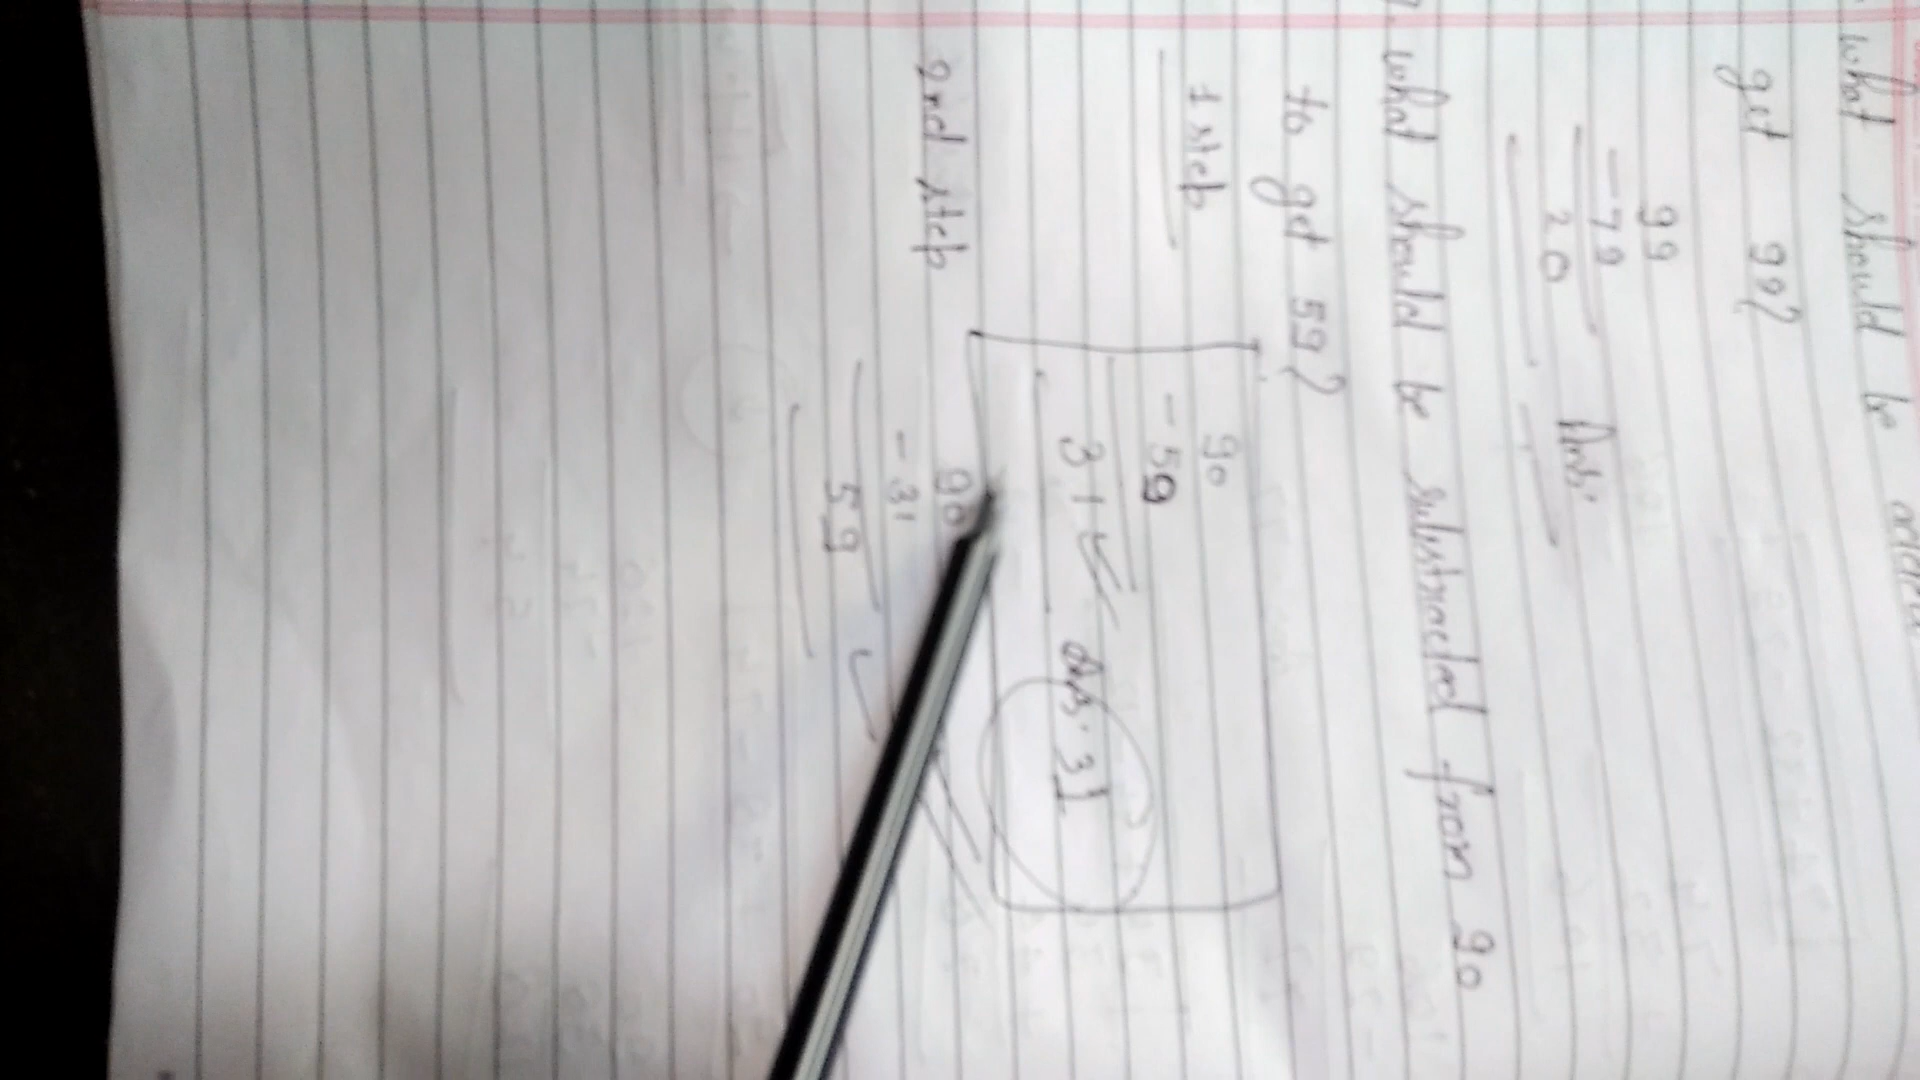 what should be added
get 99?
99
-79
20 Ans.
what should be substracted from 90
to get 59?
1 step
90
-59
31 Ans. 31
2nd step
90
-31
59